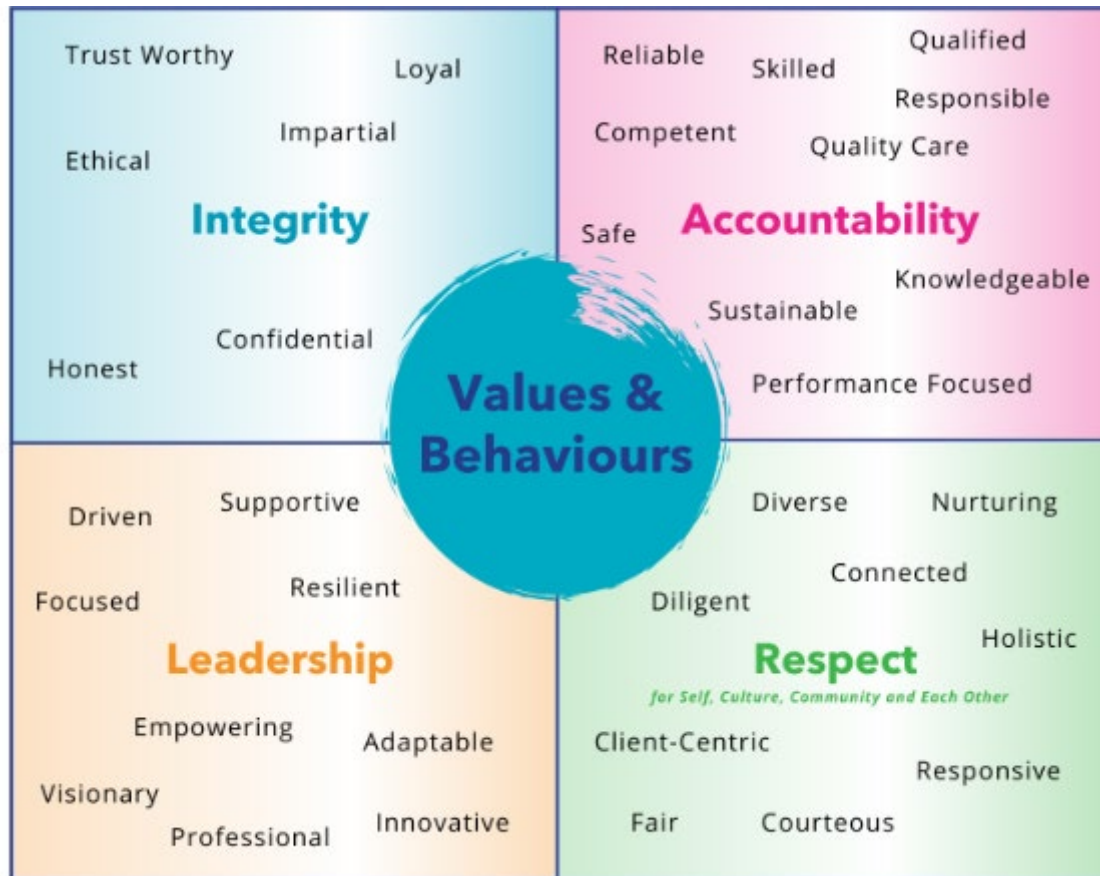 Trust Worthy
Loyal
Impartial
Ethical
Integrity
Confidential
Honest
Qualified
Reliable
Skilled
Responsible
Competent
Quality Care
Accountability
Safe
Knowledgeable
Sustainable
Performance Focused
Values &
Behaviours
Supportive
Driven
Resilient
Focused
Leadership
Empowering
Adaptable
Visionary
Innovative
Professional
Diverse
Nurturing
Connected
Diligent
Holistic
Respect
for Self, Culture, Community and Each Other
Client-Centric
Responsive
Fair
Courteous